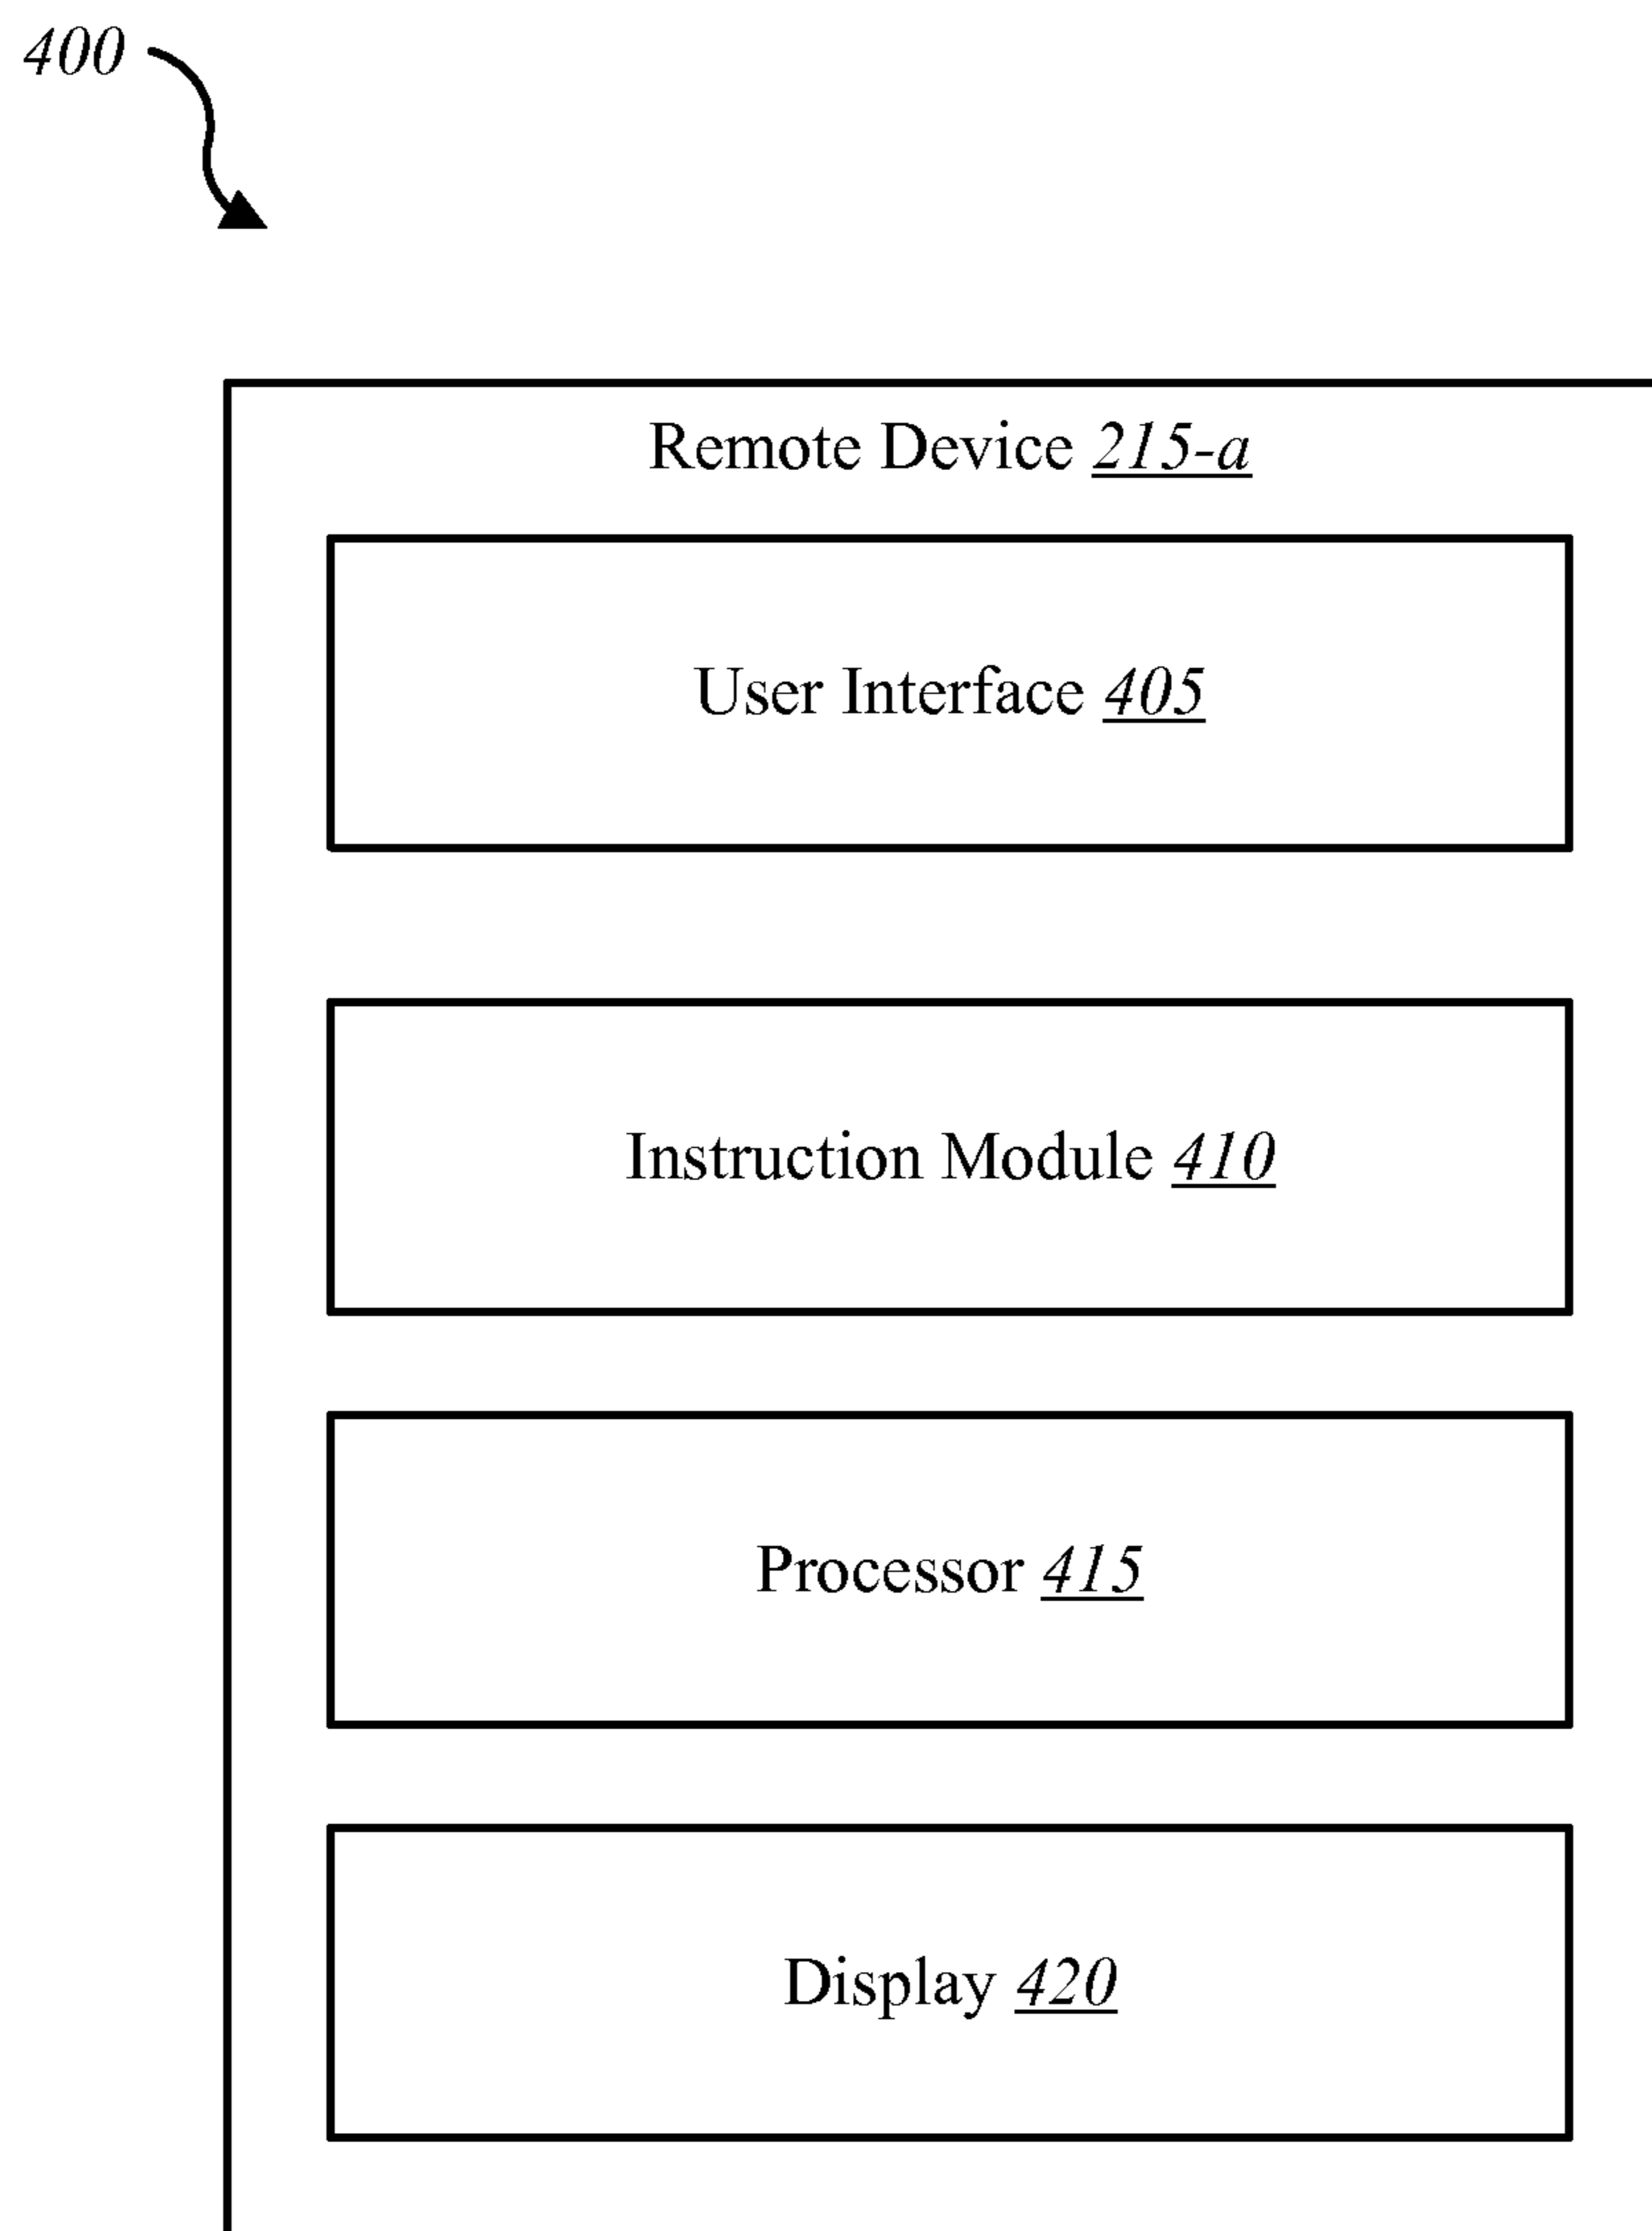 400
Remote Device 215-a
User Interface 405
Instruction Module 410
Processor 415
Display 420